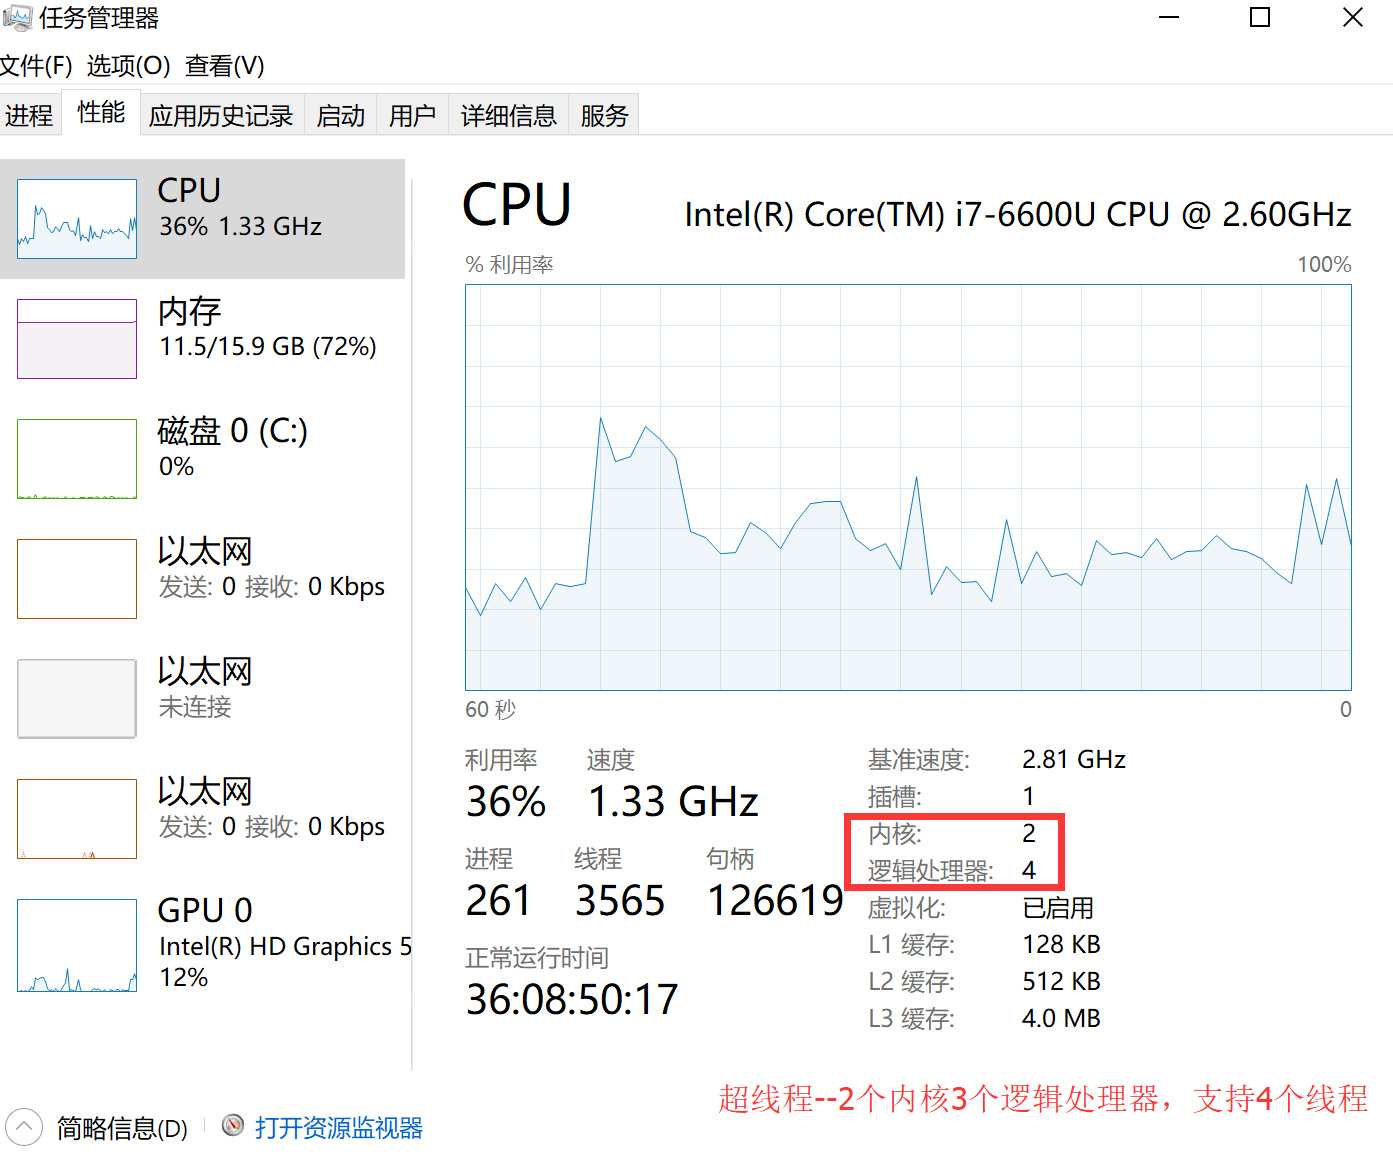 任务管理器
文件(F) 选项(O) 查看(V)
进程 性能 应用历史记录 启动 用户 详细信息 服务
CPU
36% 1.33 GHz
内存
11.5/15.9 GB (72%)
磁盘 0 (C:)
0%
以太网
发送: 0 接收: 0 Kbps
以太网
未连接
以太网
发送: 0 接收: 0 Kbps
GPU 0
Intel(R) HD Graphics 5
12%
CPU
Intel(R) Core(TM) i7-6600U CPU @ 2.60GHz
% 利用率 100%
60 秒 0
利用率 速度
36% 1.33 GHz
进程 线程 句柄
261 3565 126619
正常运行时间
36:08:50:17
基准速度: 2.81 GHz
插槽: 1
内核: 2
逻辑处理器: 4
虚拟化: 已启用
L1 缓存: 128 KB
L2 缓存: 512 KB
L3 缓存: 4.0 MB
超线程--2个内核3个逻辑处理器，支持4个线程
简略信息(D) 打开资源监视器